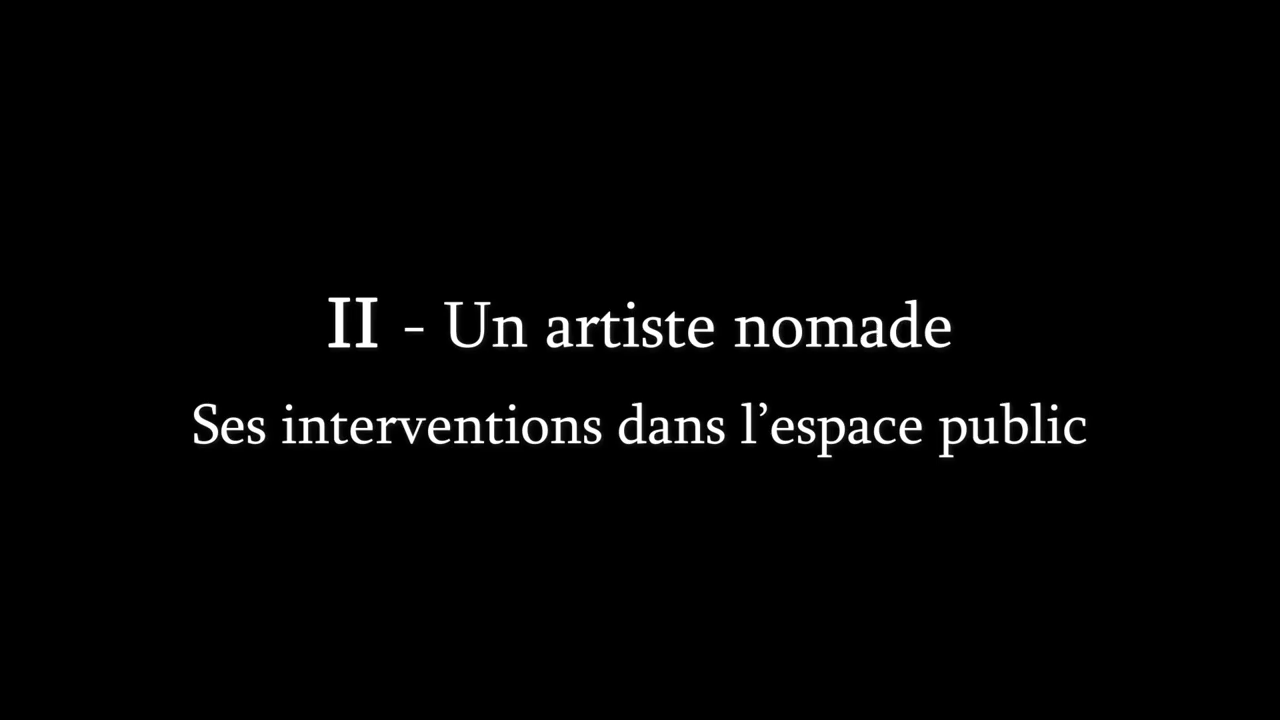 II - Un artiste nomade
Ses interventions dans l’espace public